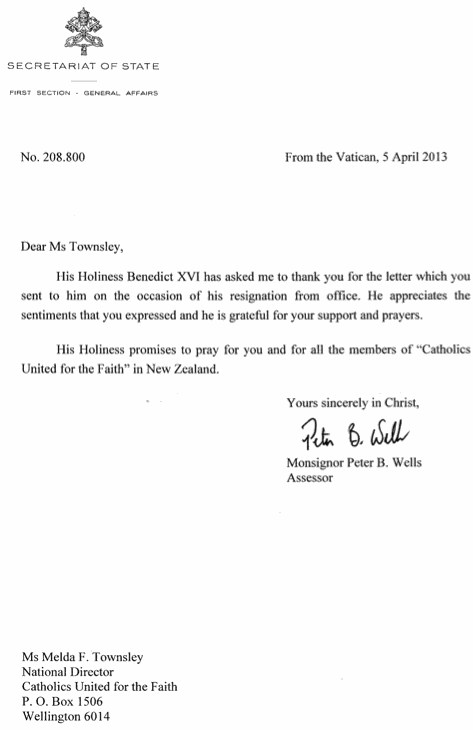 SECRETARIAT OF STATE
FIRST SECTION - GENERAL AFFAIRS
No. 208.800
From the Vatican, 5 April 2013
Dear Ms Townsley,
His Holiness Benedict XVI has asked me to thank you for the letter which you
sent to him on the occasion of his resignation from office. He appreciates the
sentiments that you expressed and he is grateful for your support and prayers.
His Holiness promises to pray for you and for all the members of “Catholics
United for the Faith” in New Zealand.
Yours sincerely in Christ,
Peter B. Wells
Monsignor Peter B. Wells
Assessor
Ms Melda F. Townsley
National Director
Catholics United for the Faith
P. O. Box 1506
Wellington 6014